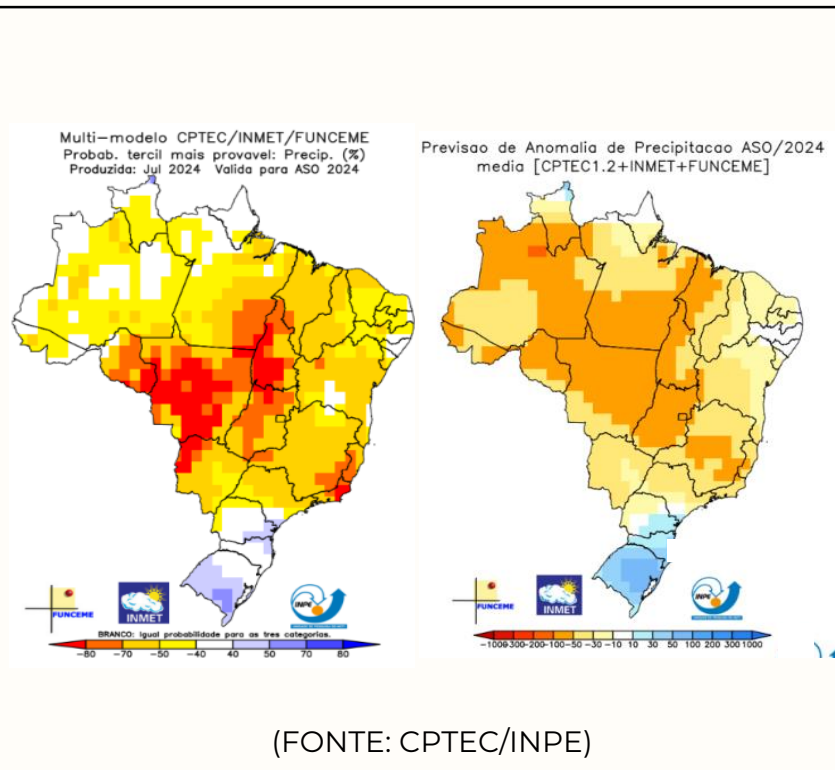 Multi-modelo CPTEC/INMET/FUNCEME
Probab. tercil mais provavel: Precip. (%)
Produzida: Jul 2024 Valida para ASO 2024
Previsao de Anomalia de Precipitacao ASO/2024
media [CPTEC1.2+INMET+FUNCEME]
FUNCEME
INMET
INPE
FUNCEME
INMET
INPE
BRANCO: Igual probabilidade para as tres categorias.
-80 -70 -50 -40 40 50 70 80
-1000-300-200-100-50 -30 -10 10 30 50 100 200 300 1000
(FONTE: CPTEC/INPE)